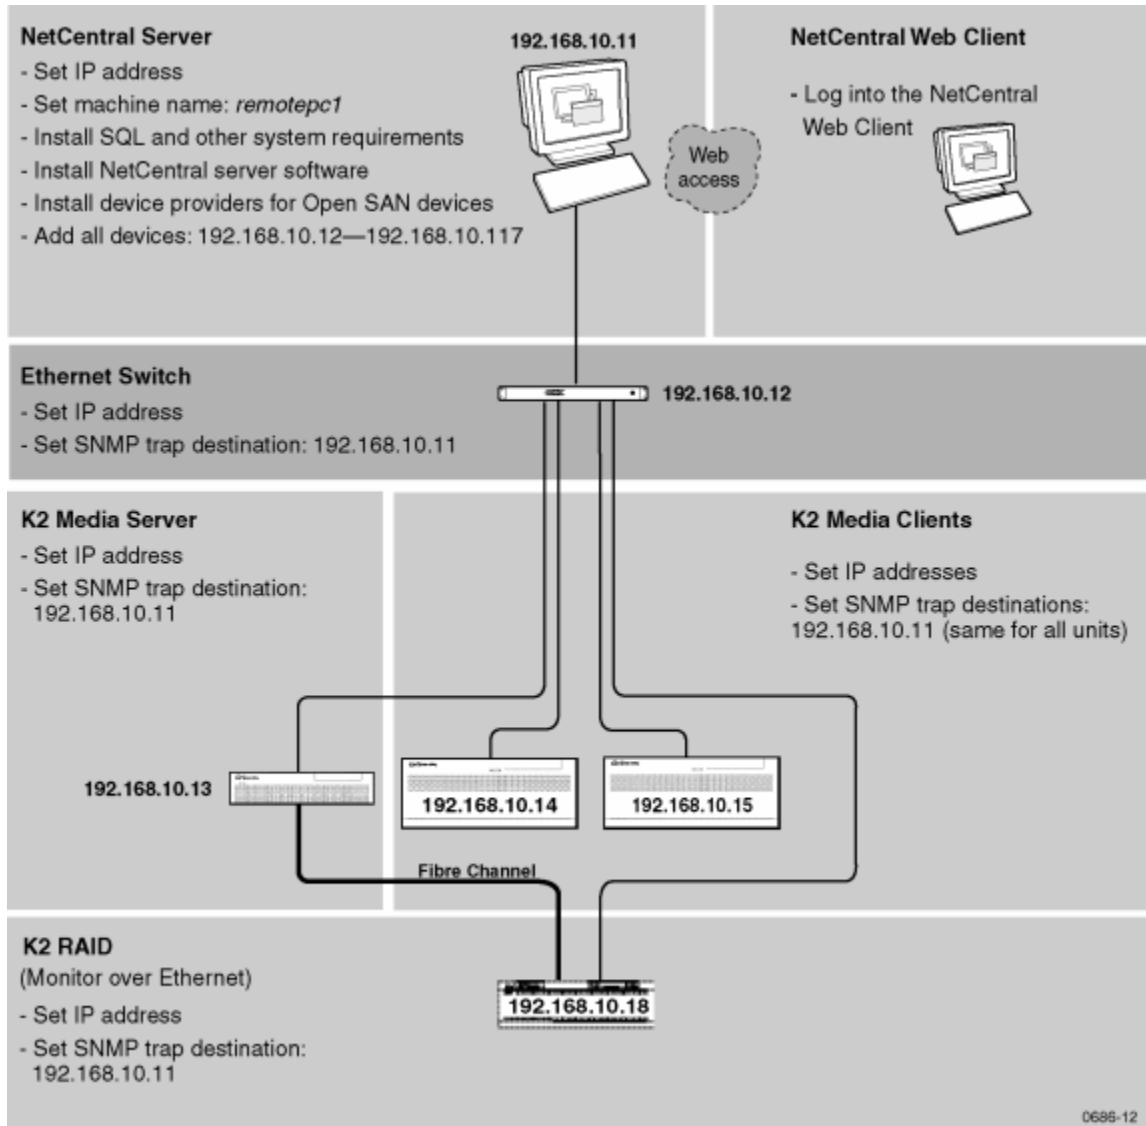 NetCentral Server
- Set IP address
- Set machine name: remotepc1
- Install SQL and other system requirements
- Install NetCentral server software
- Install device providers for Open SAN devices
- Add all devices: 192.168.10.12—192.168.10.117
192.168.10.11
Web
access
NetCentral Web Client
- Log into the NetCentral
Web Client
Ethernet Switch
- Set IP address
- Set SNMP trap destination: 192.168.10.11
192.168.10.12
K2 Media Server
- Set IP address
- Set SNMP trap destination:
192.168.10.11
K2 Media Clients
- Set IP addresses
- Set SNMP trap destinations:
192.168.10.11 (same for all units)
192.168.10.13
192.168.10.14
192.168.10.15
Fibre Channel
K2 RAID
(Monitor over Ethernet)
- Set IP address
- Set SNMP trap destination:
192.168.10.11
192.168.10.18
0686-12